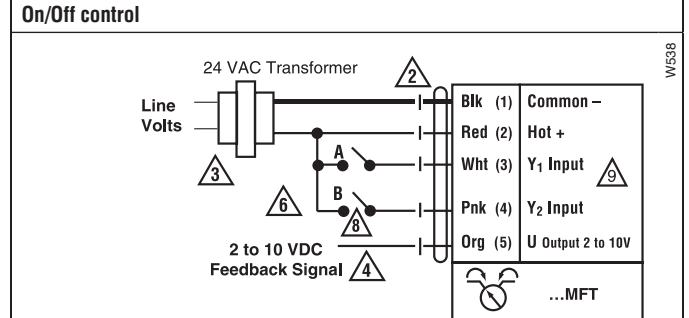 On/Off control
W538
24 VAC Transformer
2
Line
Volts
3
Blk (1) Common –
Red (2) Hot +
A
Wht (3) Y₁ Input
9
6
B
8
Pnk (4) Y₂ Input
Org (5) U Output 2 to 10V
2 to 10 VDC
Feedback Signal
4
...MFT